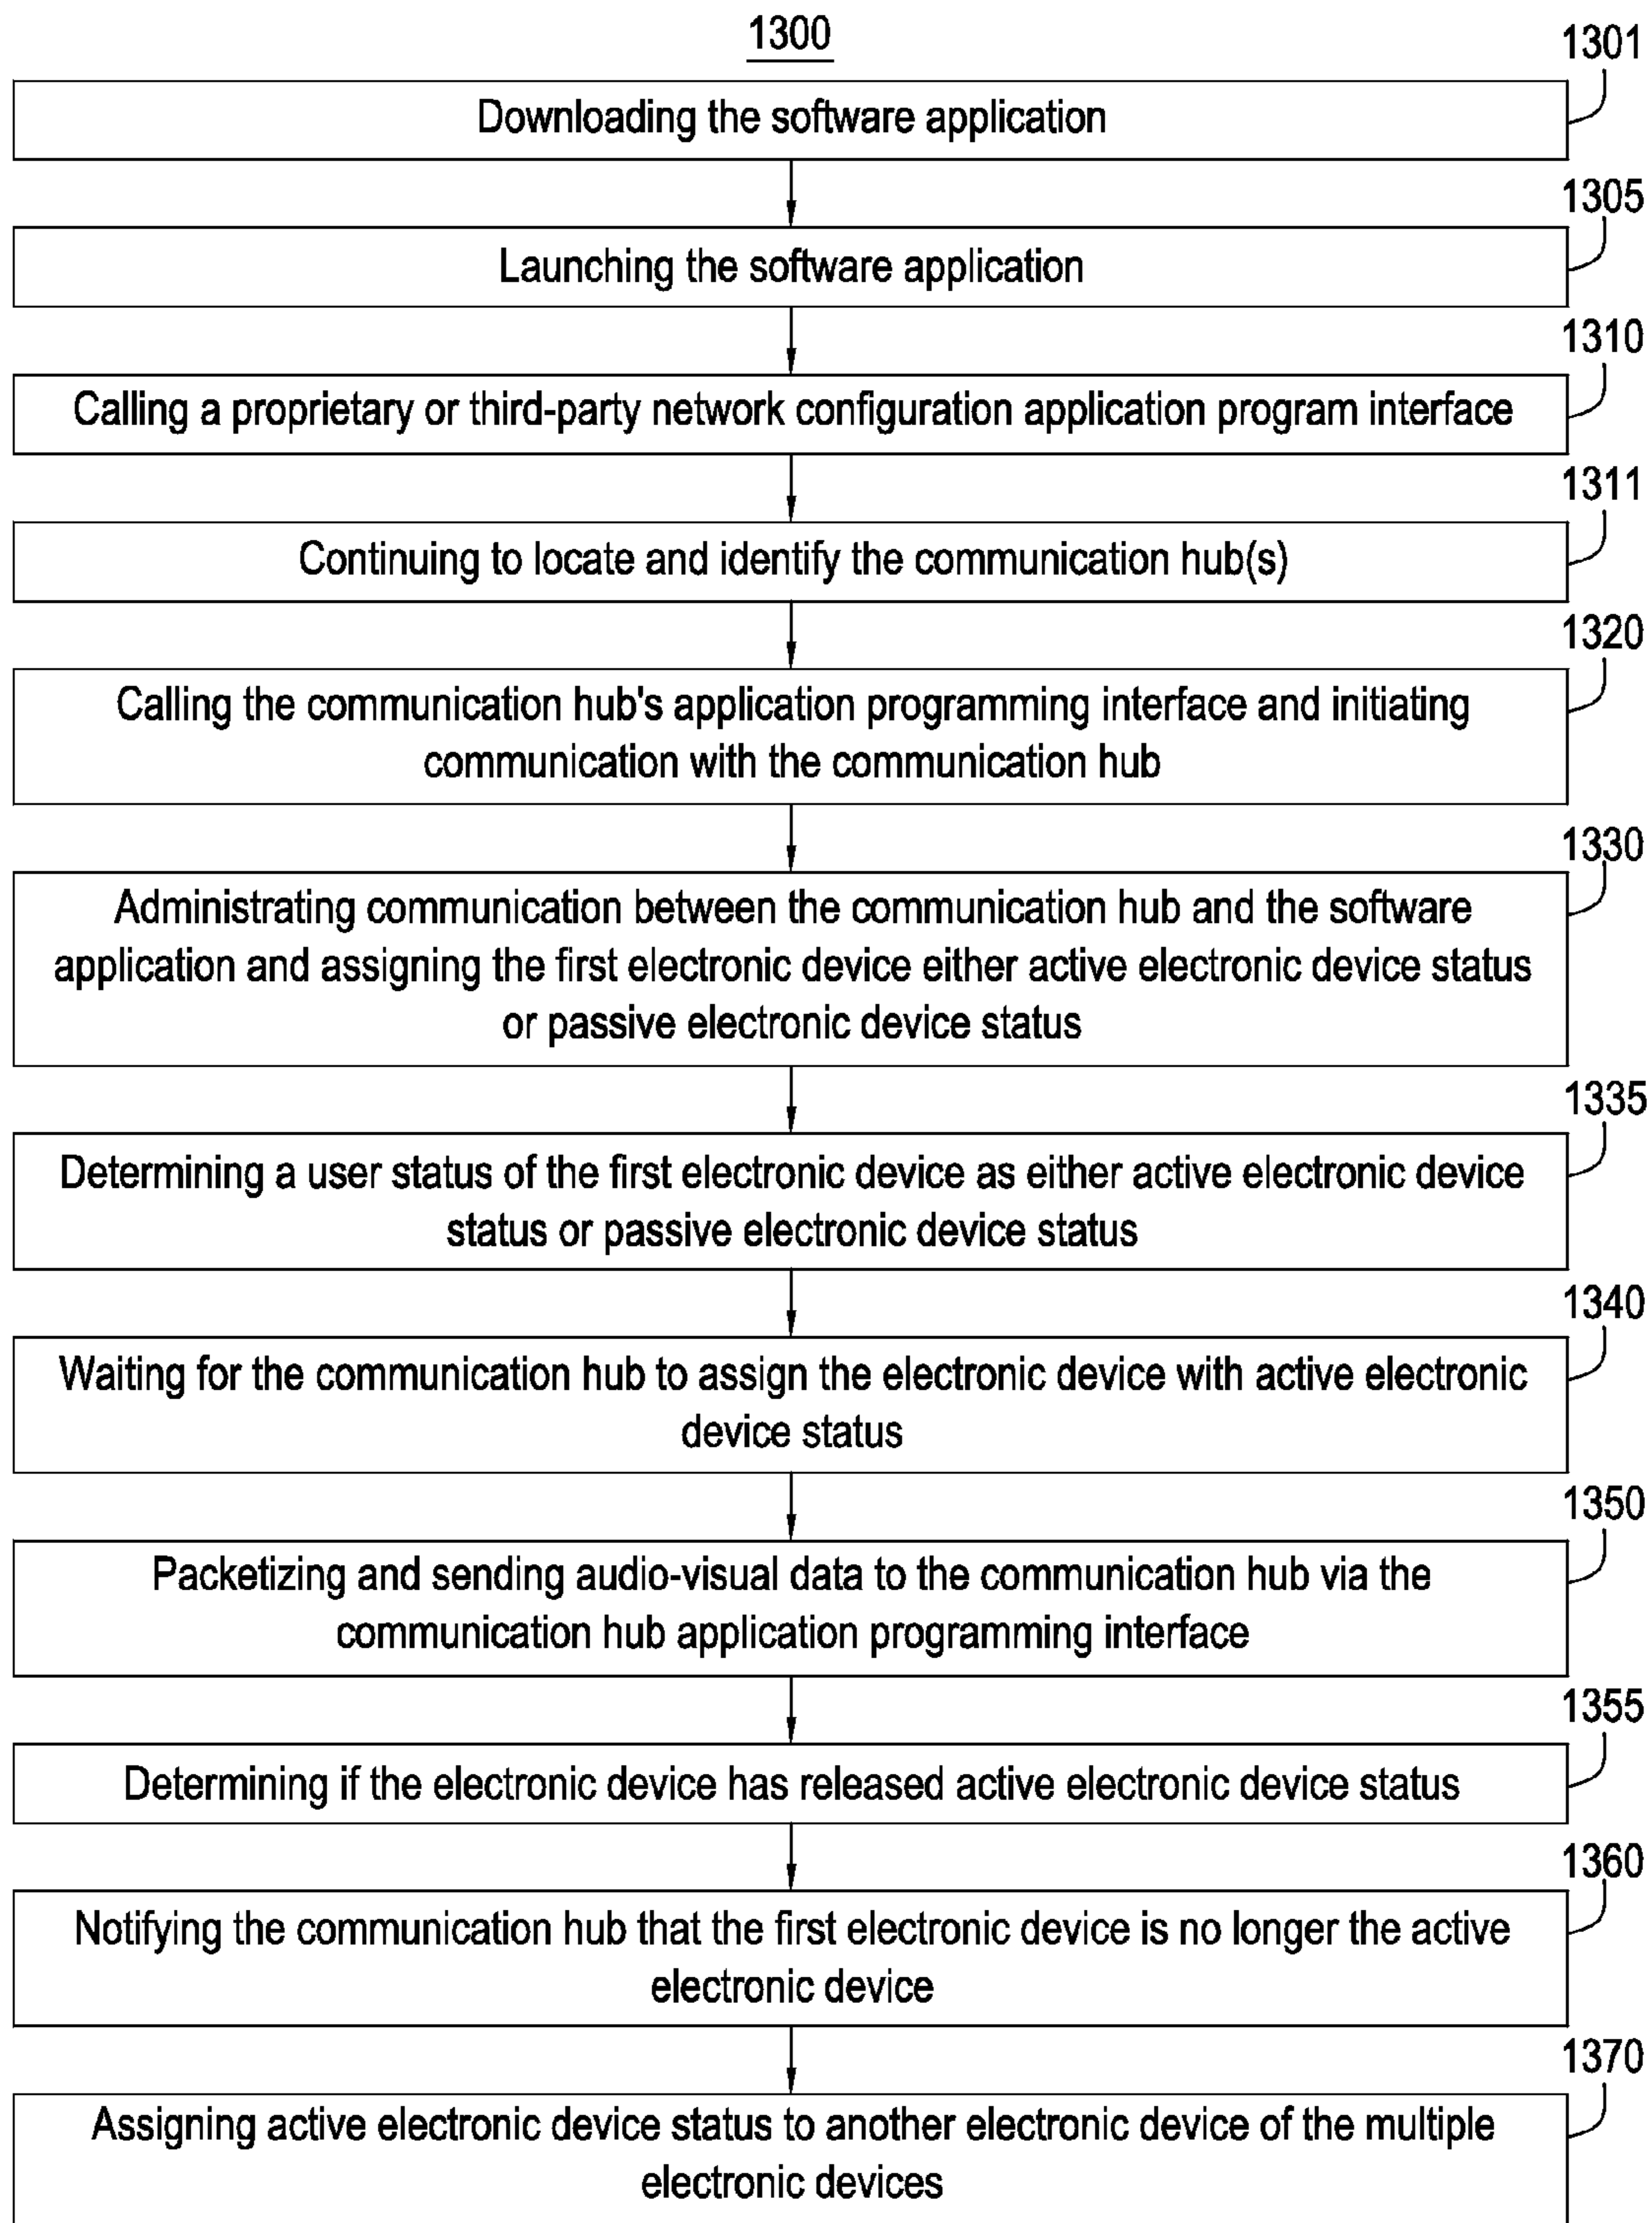 1300
1301
Downloading the software application
1305
Launching the software application
1310
Calling a proprietary or third-party network configuration application program interface
1311
Continuing to locate and identify the communication hub(s)
1320
Calling the communication hub's application programming interface and initiating
communication with the communication hub
1330
Administrating communication between the communication hub and the software
application and assigning the first electronic device either active electronic device status
or passive electronic device status
1335
Determining a user status of the first electronic device as either active electronic device
status or passive electronic device status
1340
Waiting for the communication hub to assign the electronic device with active electronic
device status
1350
Packetizing and sending audio-visual data to the communication hub via the
communication hub application programming interface
1355
Determining if the electronic device has released active electronic device status
1360
Notifying the communication hub that the first electronic device is no longer the active
electronic device
1370
Assigning active electronic device status to another electronic device of the multiple
electronic devices